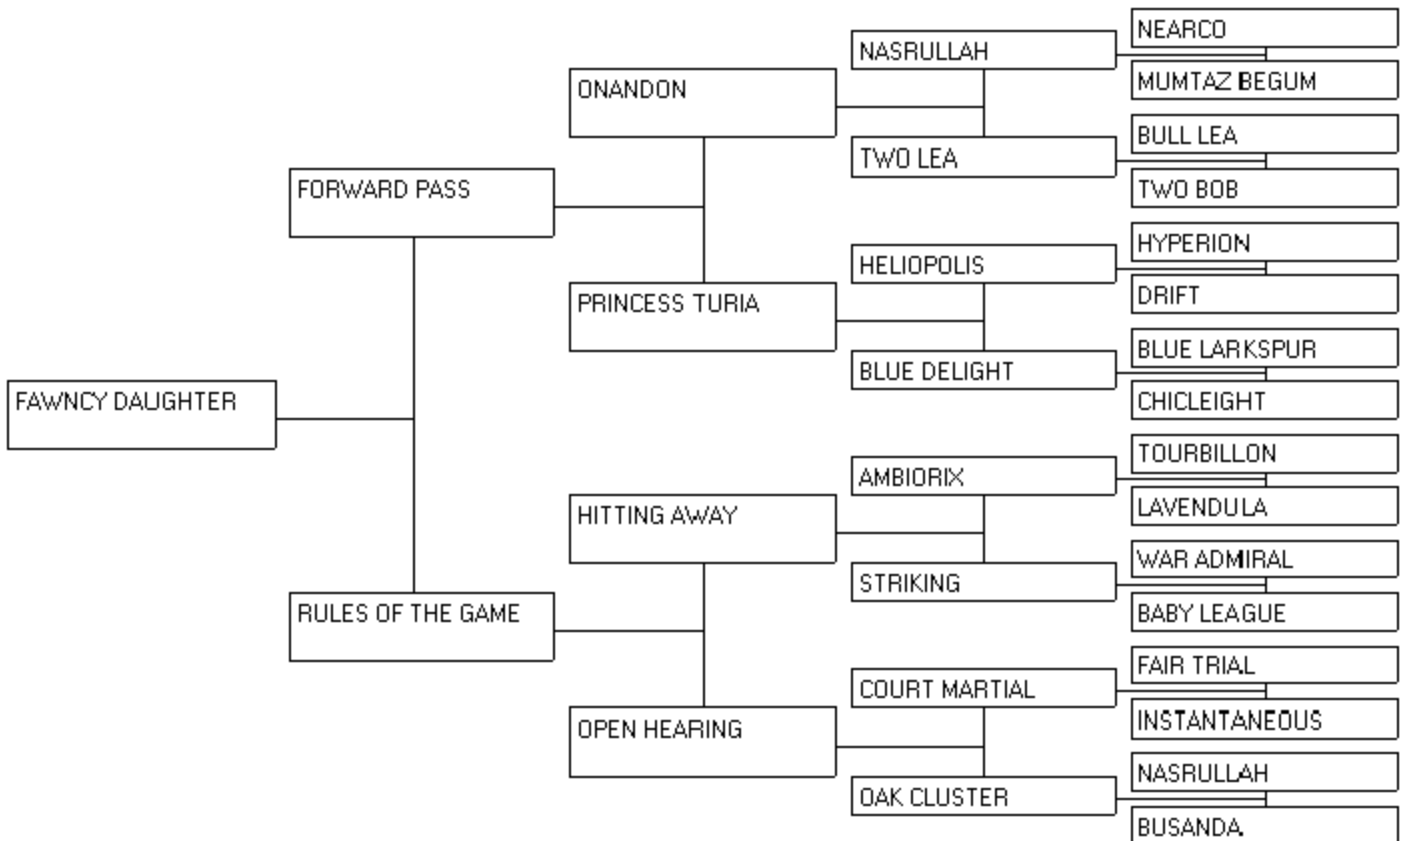 NEARCO
NASRULLAH
MUMTAZ BEGUM
ONANDON
BULL LEA
TWO LEA
TWO BOB
FORWARD PASS
HYPERION
HELIOPOLIS
DRIFT
PRINCESS TURIA
BLUE LARKSPUR
BLUE DELIGHT
CHICLEIGHT
FAWNCY DAUGHTER
TOURBILLON
AMBIORIX
LAVENDULA
HITTING AWAY
WAR ADMIRAL
STRIKING
BABY LEAGUE
RULES OF THE GAME
FAIR TRIAL
COURT MARTIAL
INSTANTANEOUS
OPEN HEARING
NASRULLAH
OAK CLUSTER
BUSANDA